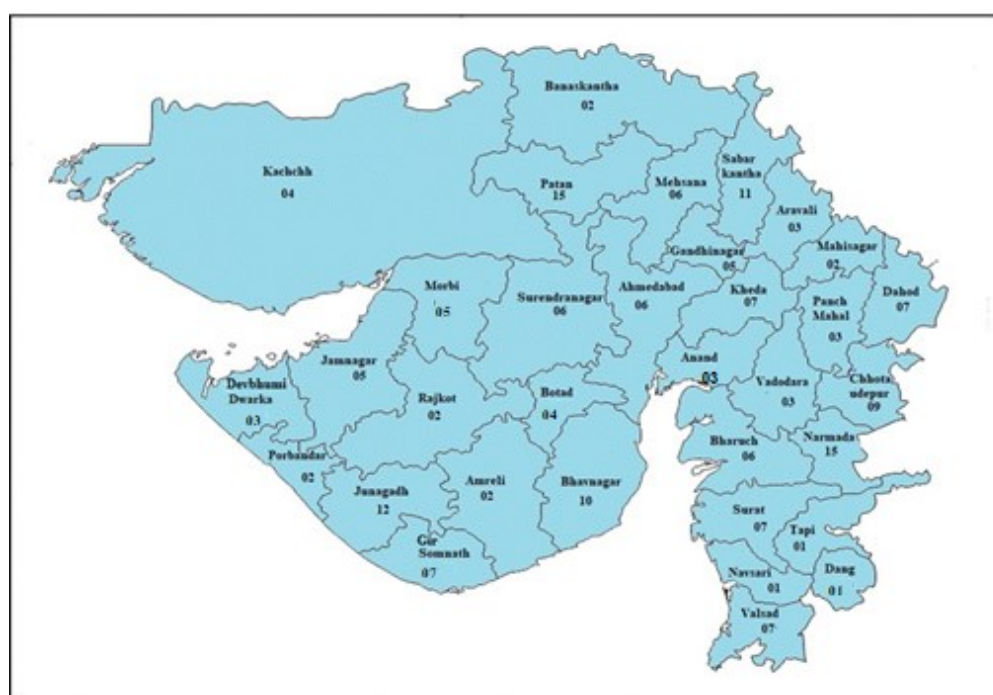 Banaskantha
02
Kachchh
04
Patan
15
Mehsana
06
Sabar
kantha
11
Aravali
03
Gandhinagar
05
Mahisagar
02
Morbi
05
Surendranagar
06
Ahmedabad
06
Kheda
07
Panch
Mahal
03
Dahod
07
Jamnagar
05
Devbhumi
Dwarka
03
Rajkot
02
Botad
04
Anand
03
Vadodara
03
Chhota
udepur
09
Porbandar
02
Junagadh
12
Amreli
02
Bhavnagar
10
Bharuch
06
Narmada
15
Gir
Somnath
07
Surat
07
Tapi
01
Navsari
01
Dang
01
Valsad
07